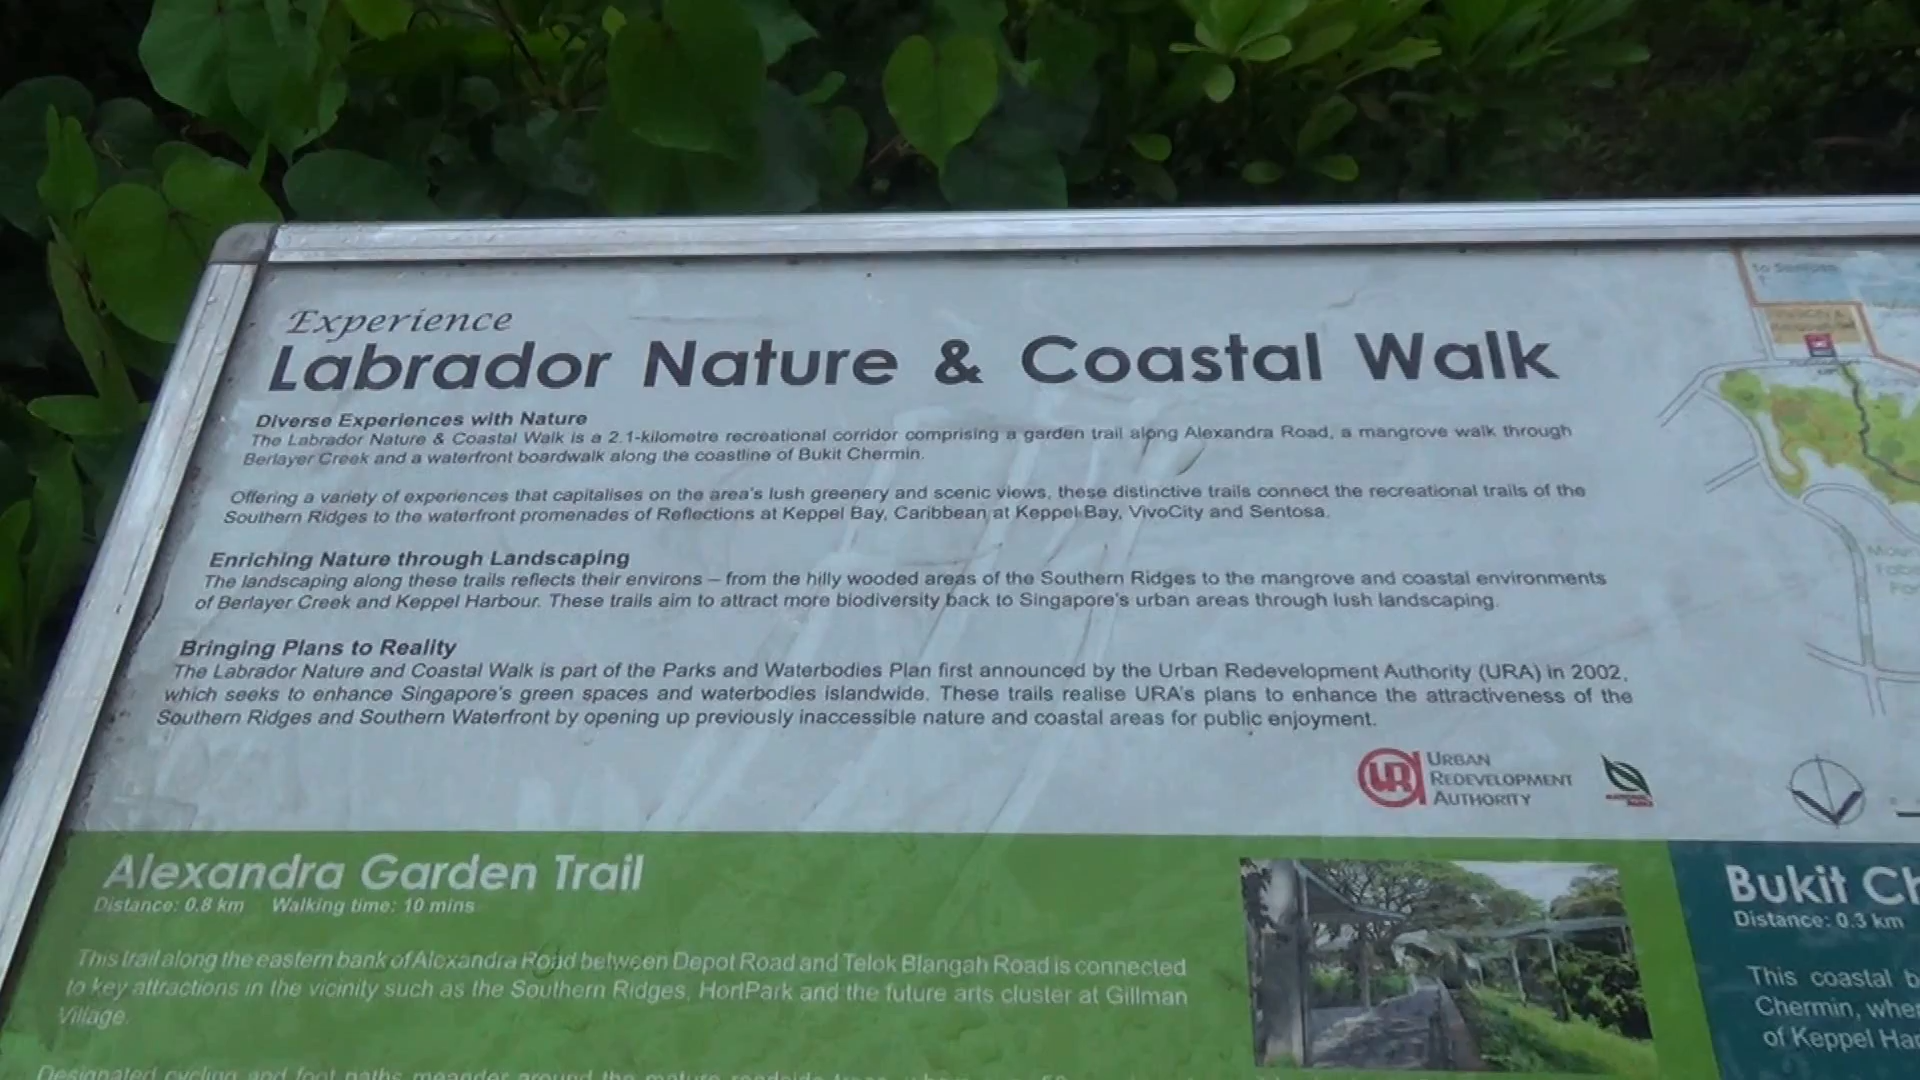 Experience
Labrador Nature & Coastal Walk
Diverse Experiences with Nature
The Labrador Nature & Coastal Walk is a 2.1-kilometre recreational corridor comprising a garden trail along Alexandra Road, a mangrove walk through
Berlayer Creek and a waterfront boardwalk along the coastline of Bukit Chermin.
Offering a variety of experiences that capitalises on the area's lush greenery and scenic views, these distinctive trails connect the recreational trails of the
Southern Ridges to the waterfront promenades of Reflections at Keppel Bay, Caribbean at Keppel Bay, VivoCity and Sentosa.
Enriching Nature through Landscaping
The landscaping along these trails reflects their environs – from the hilly wooded areas of the Southern Ridges to the mangrove and coastal environments
of Berlayer Creek and Keppel Harbour. These trails aim to attract more biodiversity back to Singapore's urban areas through lush landscaping.
Bringing Plans to Reality
The Labrador Nature and Coastal Walk is part of the Parks and Waterbodies Plan first announced by the Urban Redevelopment Authority (URA) in 2002,
which seeks to enhance Singapore's green spaces and waterbodies islandwide. These trails realise URA's plans to enhance the attractiveness of the
Southern Ridges and Southern Waterfront by opening up previously inaccessible nature and coastal areas for public enjoyment.
URBAN
REDEVELOPMENT
AUTHORITY
to Sentosa
Alexandra Garden Trail
Distance: 0.8 km Walking time: 10 mins
This trail along the eastern bank of Alexandra Road between Depot Road and Telok Blangah Road is connected
to key attractions in the vicinity such as the Southern Ridges, HortPark and the future arts cluster at Gillman
Village.
Designated cycling and foot paths meander around the mature roadside trees
Bukit Ch
Distance: 0.3 km
This coastal b
Chermin, wher
of Keppel Har